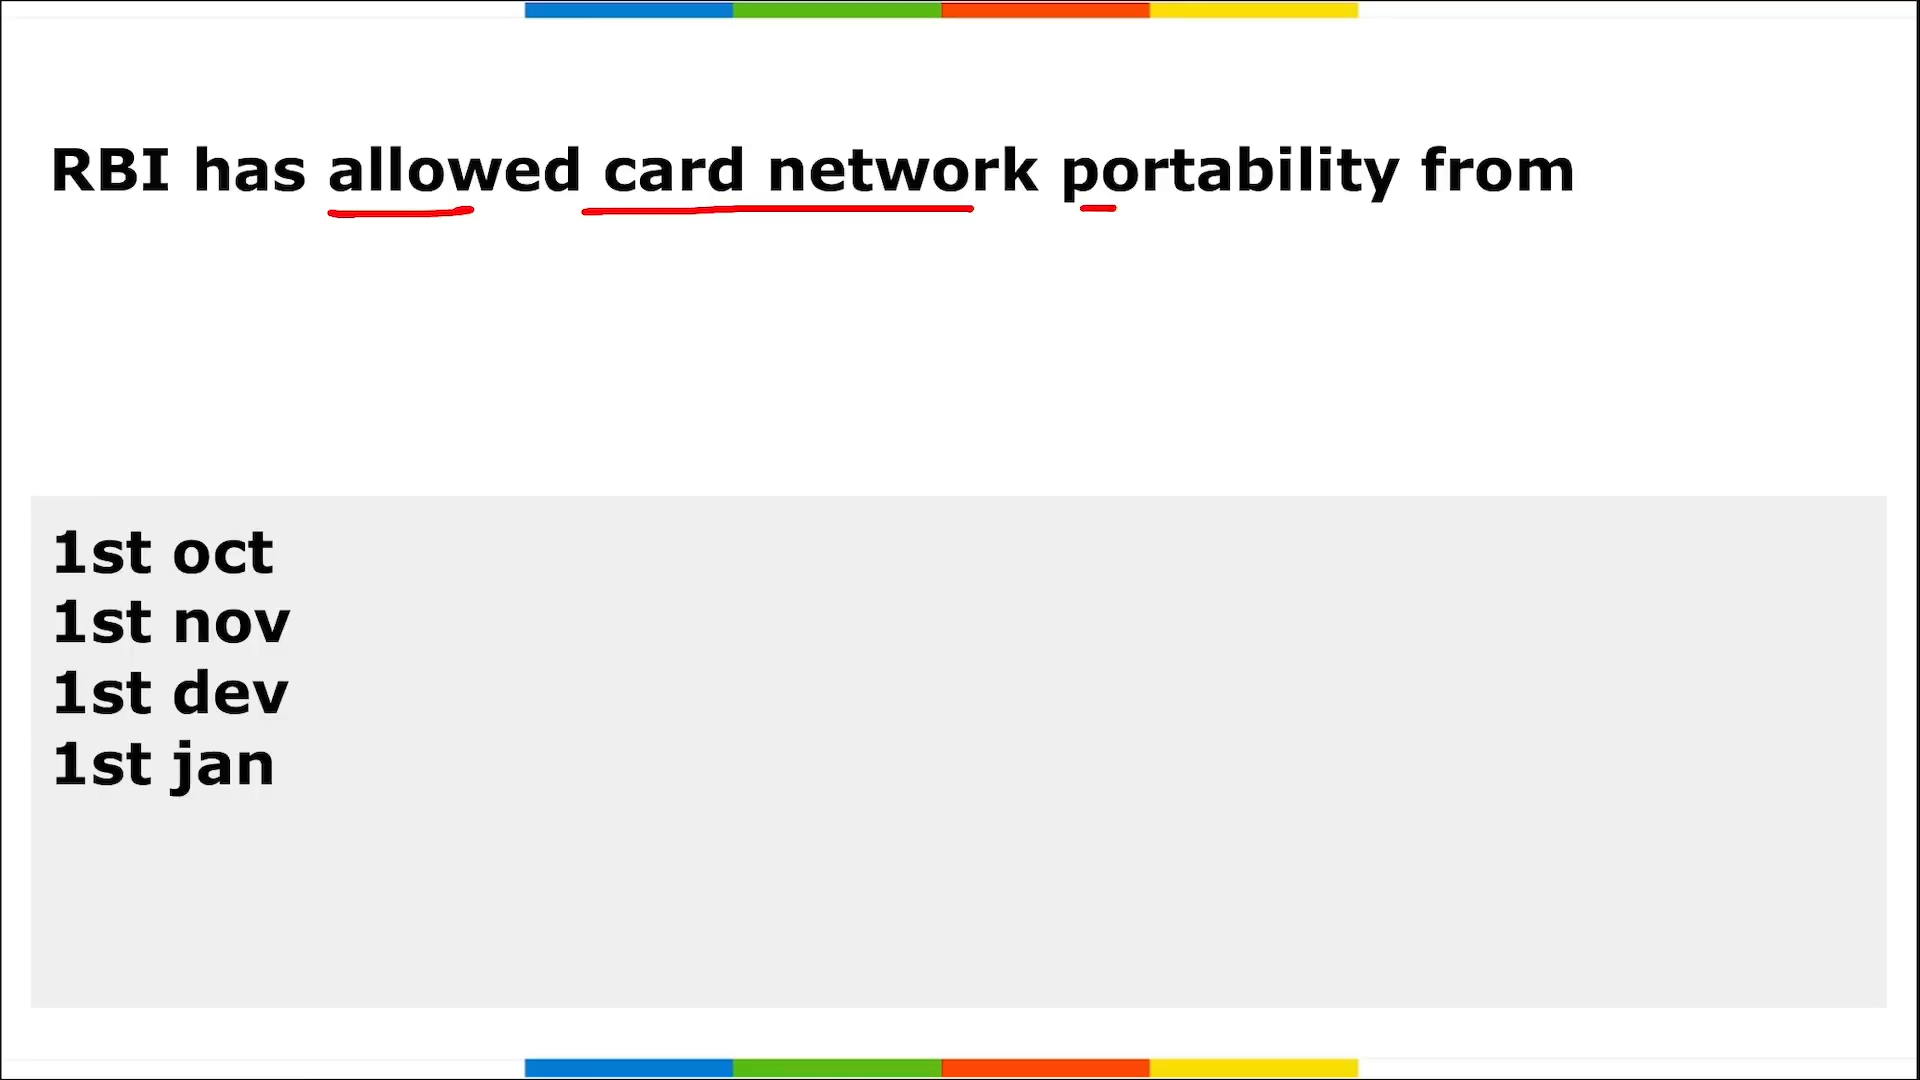 RBI has allowed card network portability from
1st oct
1st nov
1st dev
1st jan